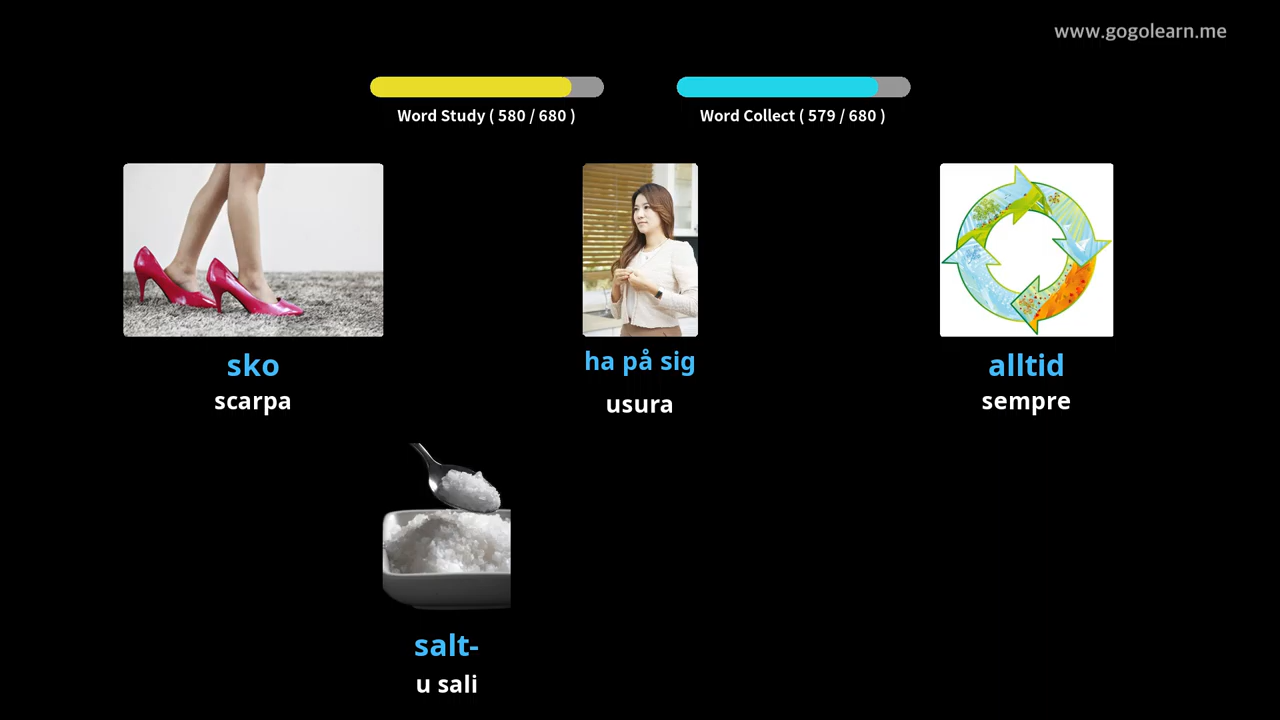 www.gogolearn.me
Word Study ( 580 / 680 )
Word Collect ( 579 / 680 )
sko
scarpa
ha på sig
usura
alltid
sempre
salt-
u sali